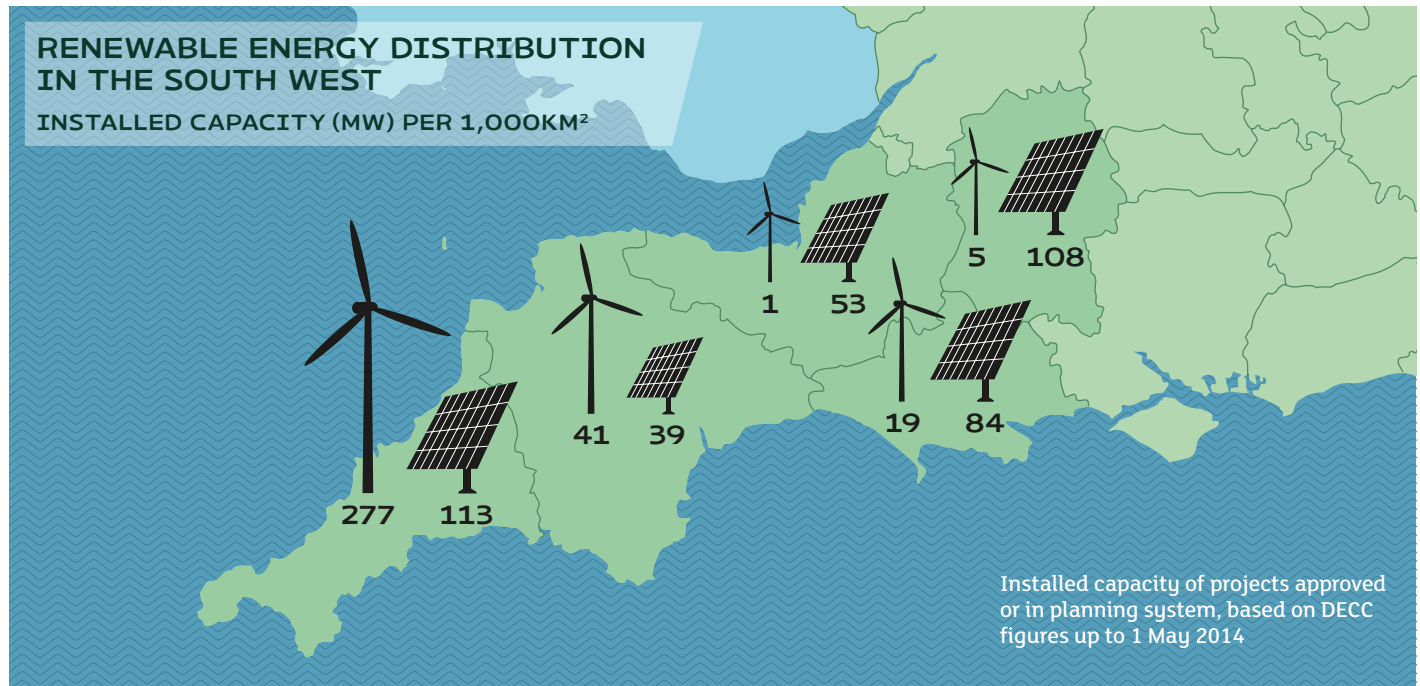 RENEWABLE ENERGY DISTRIBUTION
IN THE SOUTH WEST
INSTALLED CAPACITY (MW) PER 1,000KM²
5 108
1 53
19 84
41 39
277 113
Installed capacity of projects approved
or in planning system, based on DECC
figures up to 1 May 2014